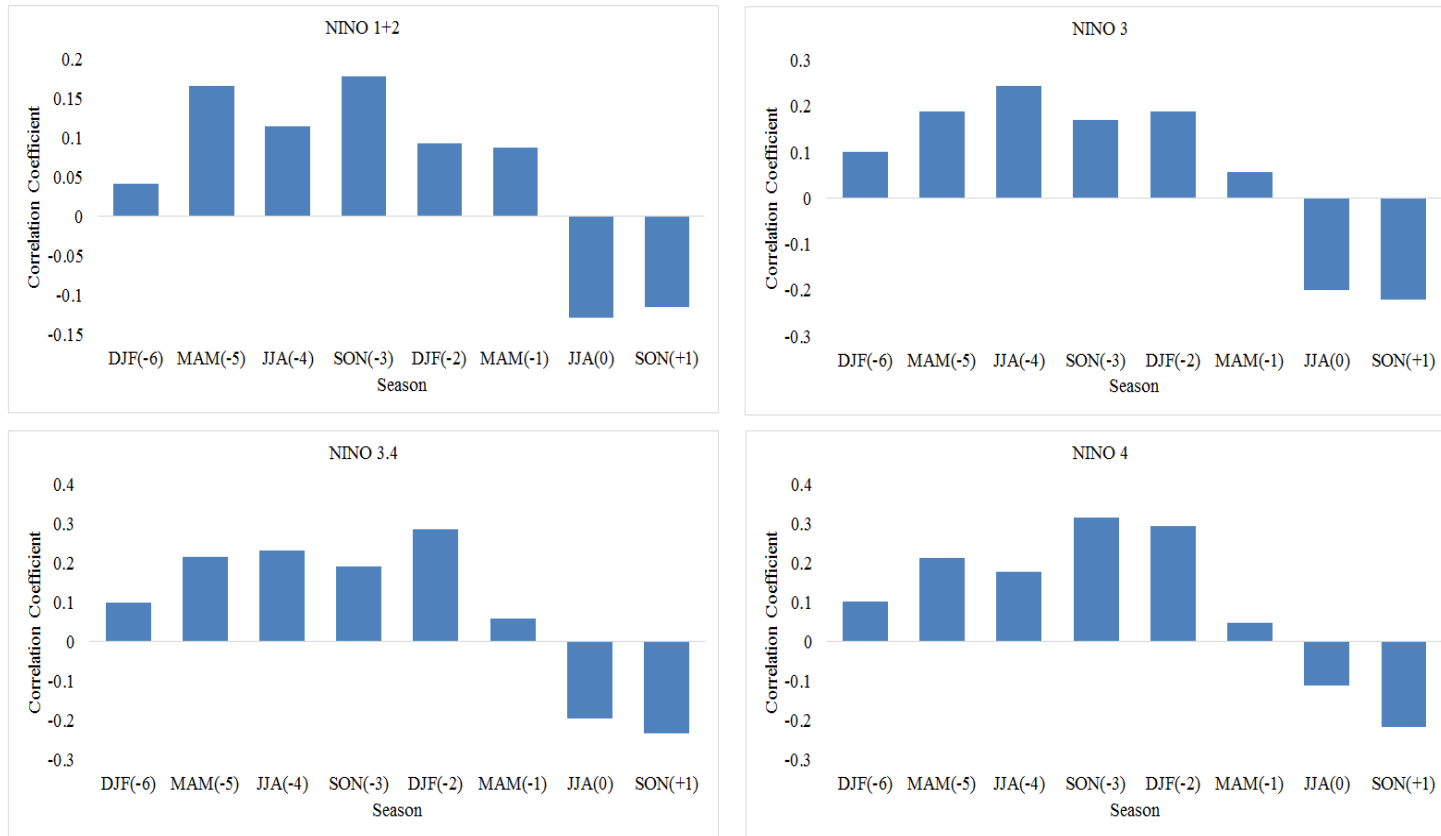 NINO 1+2
Correlation Coefficient
0.2
0.15
0.1
0.05
0
-0.05
-0.1
-0.15
DJF(-6) MAM(-5) JJA(-4) SON(-3) DJF(-2) MAM(-1) JJA(0) SON(+1)
Season
NINO 3
Correlation Coefficient
0.3
0.2
0.1
0
-0.1
-0.2
-0.3
DJF(-6) MAM(-5) JJA(-4) SON(-3) DJF(-2) MAM(-1) JJA(0) SON(+1)
Season
NINO 3.4
Correlation Coefficient
0.4
0.3
0.2
0.1
0
-0.1
-0.2
-0.3
DJF(-6) MAM(-5) JJA(-4) SON(-3) DJF(-2) MAM(-1) JJA(0) SON(+1)
Season
NINO 4
Correlation Coefficient
0.4
0.3
0.2
0.1
0
-0.1
-0.2
-0.3
DJF(-6) MAM(-5) JJA(-4) SON(-3) DJF(-2) MAM(-1) JJA(0) SON(+1)
Season